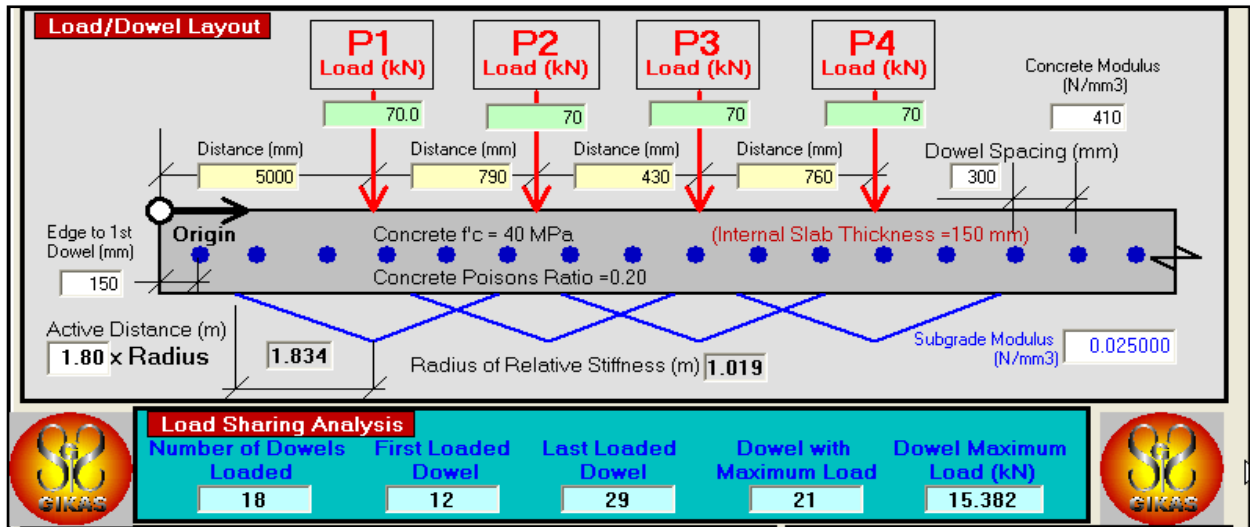 Load/Dowel Layout
P1
Load (kN)
P2
Load (kN)
P3
Load (kN)
P4
Load (kN)
Concrete Modulus
(N/mm3)
70.0
70
70
70
410
Distance (mm)
Distance (mm)
Distance (mm)
Distance (mm)
Dowel Spacing (mm)
5000
790
430
760
300
Edge to 1st
Dowel (mm)
150
Origin
Concrete f'c = 40 MPa
(Internal Slab Thickness =150 mm)
Concrete Poisons Ratio =0.20
Active Distance (m)
1.80 x Radius
1.834
Radius of Relative Stiffness (m) 1.019
Subgrade Modulus
(N/mm3)
0.025000
Load Sharing Analysis
Number of Dowels
Loaded
18
First Loaded
Dowel
12
Last Loaded
Dowel
29
Dowel with
Maximum Load
21
Dowel Maximum
Load (kN)
15.382
G
GIKAS
G
GIKAS